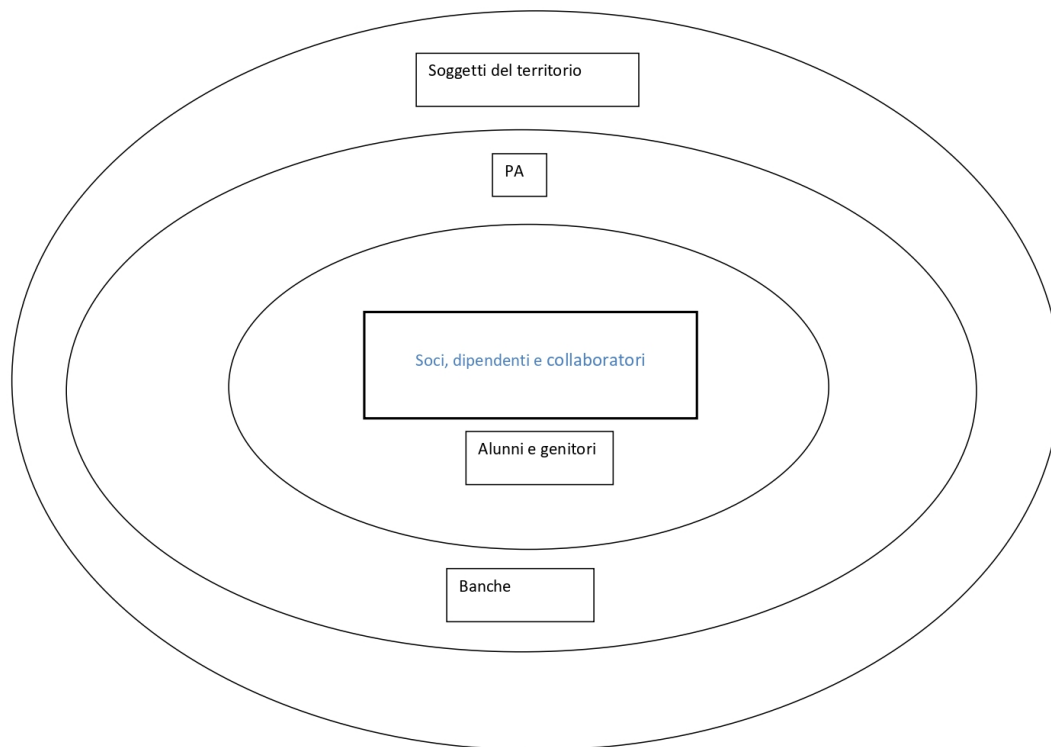 Soggetti del territorio
PA
Soci, dipendenti e collaboratori
Alunni e genitori
Banche